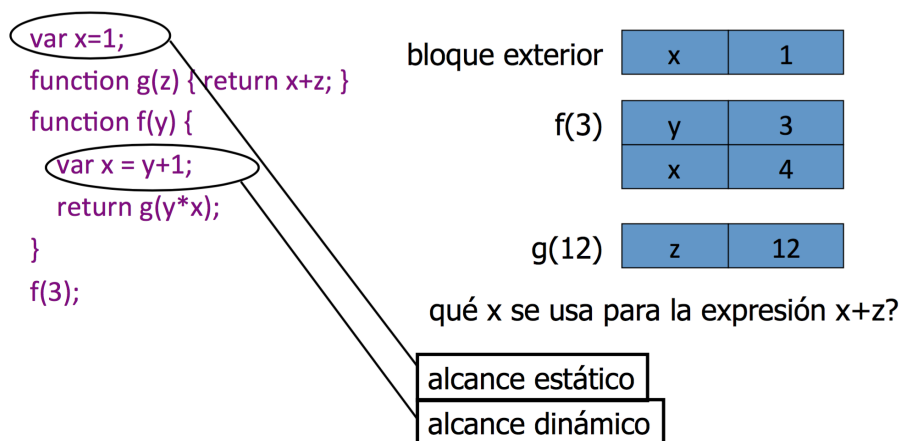 var x=1;
function g(z) { return x+z; }
function f(y) {
var x = y+1;
return g(y*x);
}
f(3);
bloque exterior x 1
f(3) y 3
x 4
g(12) z 12
qué x se usa para la expresión x+z?
alcance estático
alcance dinámico